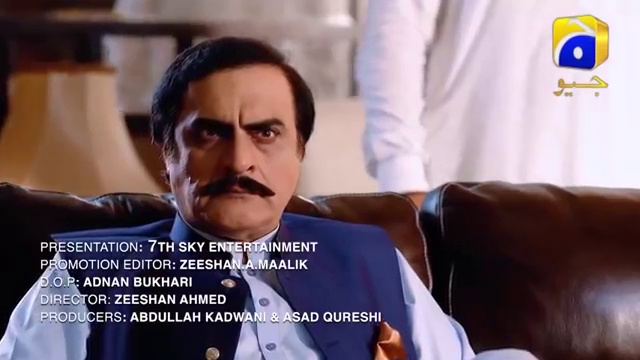 جیو
PRESENTATION: 7TH SKY ENTERTAINMENT
PROMOTION EDITOR: ZEESHAN.A.MAALIK
D.O.P: ADNAN BUKHARI
DIRECTOR: ZEESHAN AHMED
PRODUCERS: ABDULLAH KADWANI & ASAD QURESHI